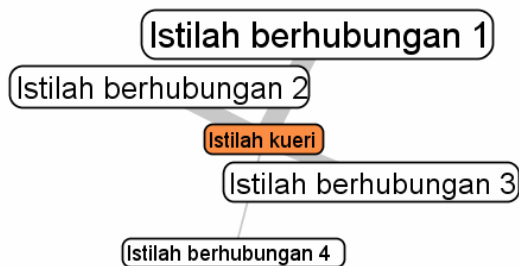 Istilah berhubungan 1
Istilah berhubungan 2
Istilah kueri
Istilah berhubungan 3
Istilah berhubungan 4